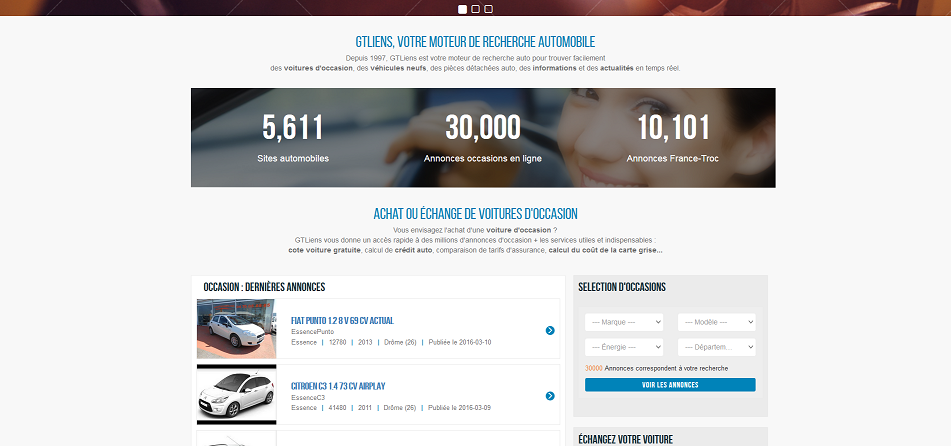 GTLIENS, VOTRE MOTEUR DE RECHERCHE AUTOMOBILE
Depuis 1997, GTLiens est votre moteur de recherche auto pour trouver facilement
des voitures d'occasion, des véhicules neufs, des pièces détachées auto, des informations et des actualités en temps réel.
5,611
Sites automobiles
30,000
Annonces occasions en ligne
10,101
Annonces France-Troc
ACHAT OU ÉCHANGE DE VOITURES D'OCCASION
Vous envisagez l'achat d'une voiture d'occasion ?
GTLiens vous donne un accès rapide à des millions d'annonces d'occasion + les services utiles et indispensables :
cote voiture gratuite, calcul de crédit auto, comparaison de tarifs d'assurance, calcul du coût de la carte grise...
OCCASION : DERNIÈRES ANNONCES
FIAT PUNTO 1.2 8 V 69 CV ACTUAL
EssencePunto
Essence | 12780 | 2013 | Drôme (26) | Publiée le 2016-03-10
CITROEN C3 1.4 73 CV AIRPLAY
EssenceC3
Essence | 41480 | 2011 | Drôme (26) | Publiée le 2016-03-09
SELECTION D'OCCASIONS
--- Marque ---
--- Modèle ---
--- Énergie ---
--- Départem...
30000 Annonces correspondent à votre recherche
VOIR LES ANNONCES
ÉCHANGEZ VOTRE VOITURE